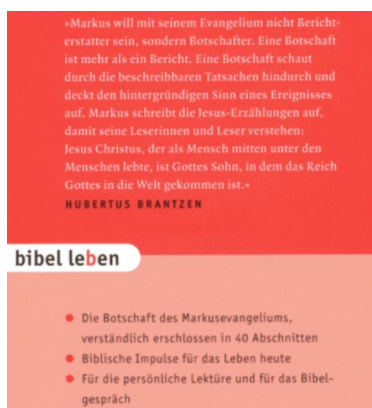 »Markus will mit seinem Evangelium nicht Bericht-
erstatter sein, sondern Botschafter. Eine Botschaft
ist mehr als ein Bericht. Eine Botschaft schaut
durch die beschreibbaren Tatsachen hindurch und
deckt den hintergründigen Sinn eines Ereignisses
auf. Markus schreibt die Jesus-Erzählungen auf,
damit seine Leserinnen und Leser verstehen:
Jesus Christus, der als Mensch mitten unter den
Menschen lebte, ist Gottes Sohn, in dem das Reich
Gottes in die Welt gekommen ist.«
HUBERTUS BRANTZEN
bibel leben
● Die Botschaft des Markusevangeliums,
verständlich erschlossen in 40 Abschnitten
● Biblische Impulse für das Leben heute
● Für die persönliche Lektüre und für das Bibel-
gespräch